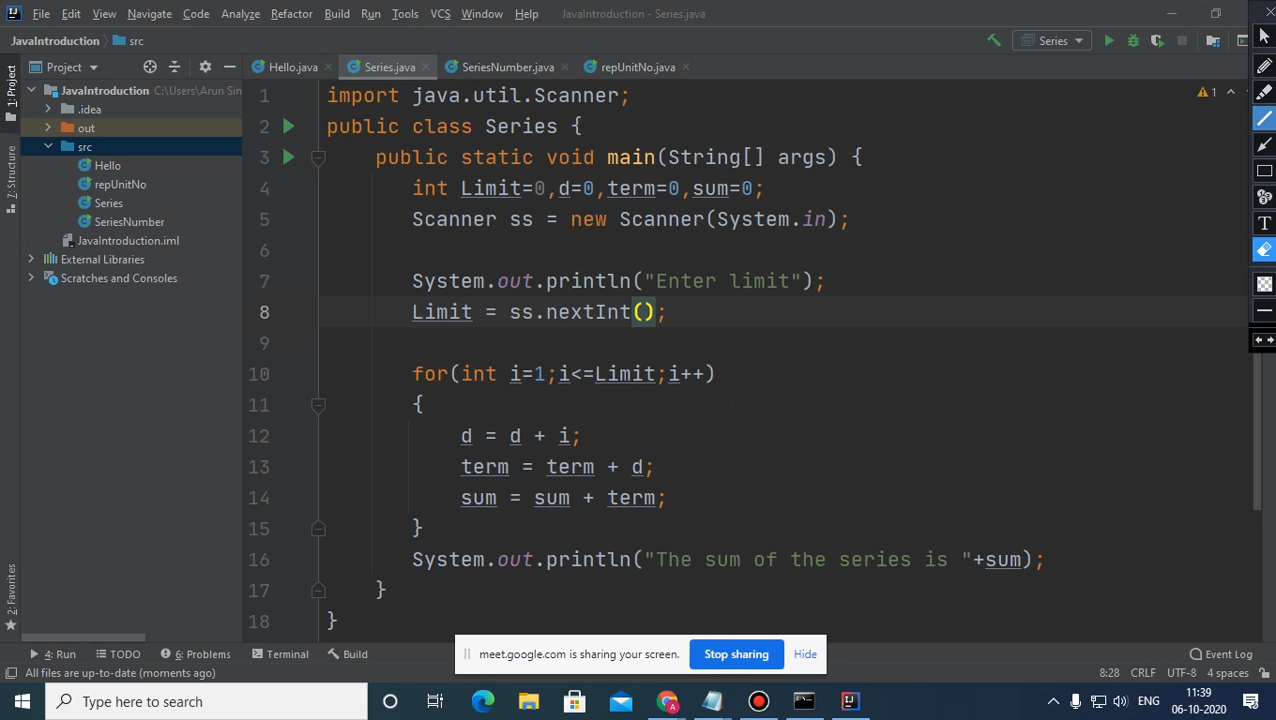 File Edit View Navigate Code Analyze Refactor Build Run Tools VCS Window Help JavaIntroduction - Series.java
JavaIntroduction src Series
1: Project
Project
Hello.java Series.java SeriesNumber.java repUnitNo.java
JavaIntroduction C:\Users\Arun Sin
.idea
out
src
Hello
repUnitNo
Series
SeriesNumber
JavaIntroduction.iml
External Libraries
Scratches and Consoles
7: Structure
2: Favorites
1
1 import java.util.Scanner;
2 public class Series {
3 public static void main(String[] args) {
4 int Limit=0,d=0,term=0,sum=0;
5 Scanner ss = new Scanner(System.in);
6
7 System.out.println("Enter limit");
8 Limit = ss.nextInt();
9
10 for(int i=1;i<=Limit;i++)
11 {
12 d = d + i;
13 term = term + d;
14 sum = sum + term;
15 }
16 System.out.println("The sum of the series is "+sum);
17 }
18 }
T
4: Run TODO 6: Problems Terminal Build Event Log
meet.google.com is sharing your screen. Stop sharing Hide
All files are up-to-date (moments ago) 8:28 CRLF UTF-8 4 spaces
Type here to search
ENG
11:39
06-10-2020